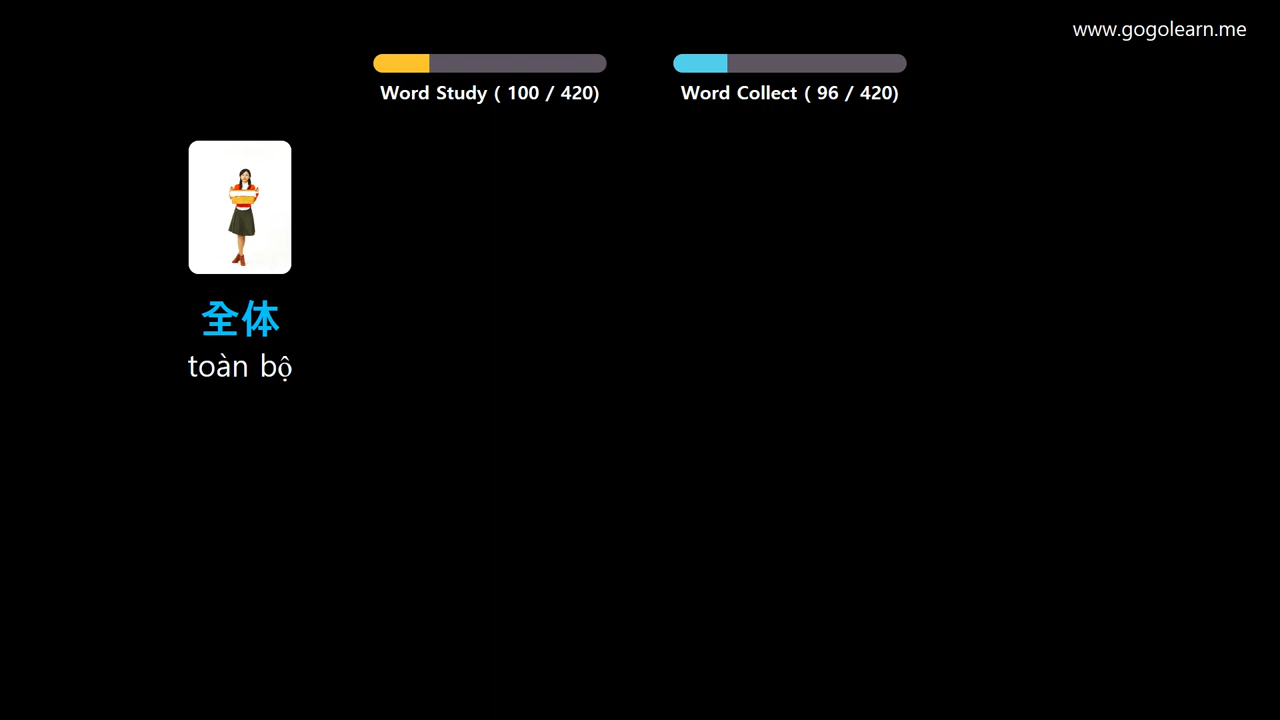 www.gogolearn.me
Word Study ( 100 / 420)
Word Collect ( 96 / 420)
全体
toàn bộ